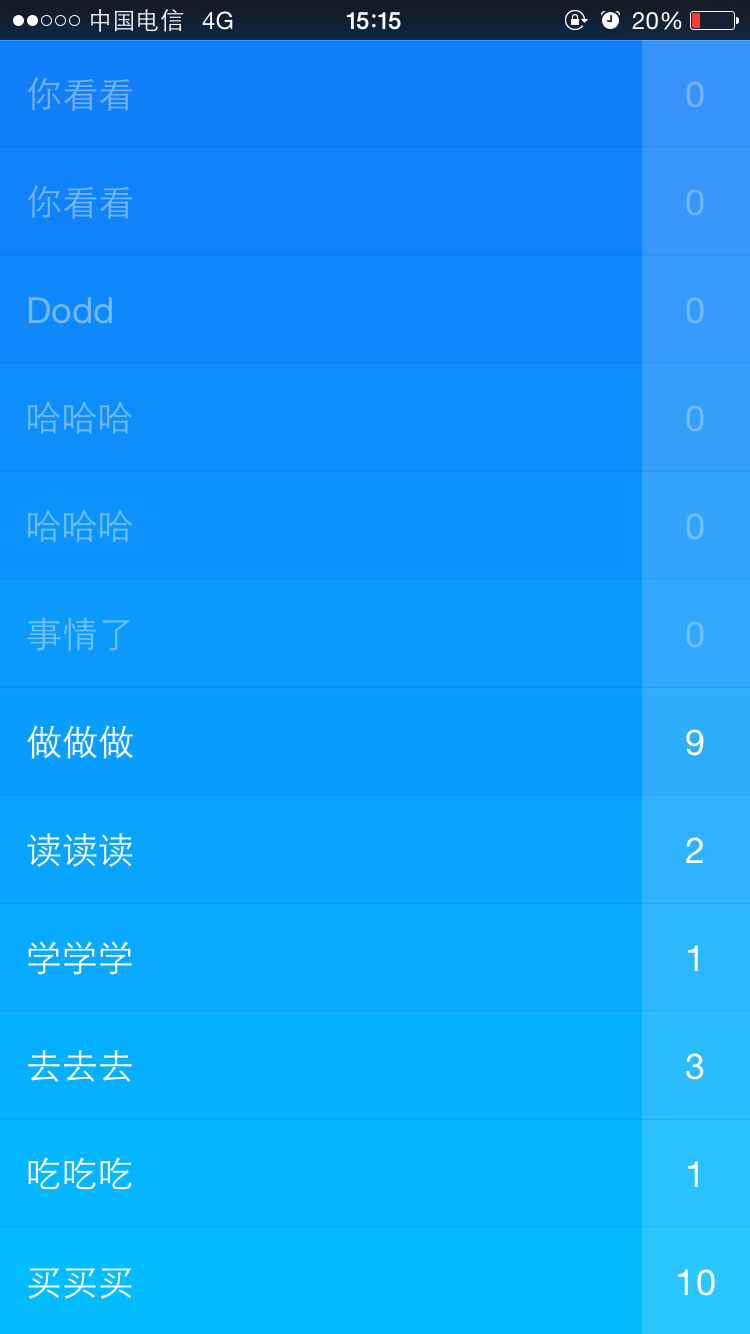 中国电信 4G 15:15 20%
你看看 0
你看看 0
Dodd 0
哈哈哈 0
哈哈哈 0
事情了 0
做做做 9
读读读 2
学学学 1
去去去 3
吃吃吃 1
买买买 10